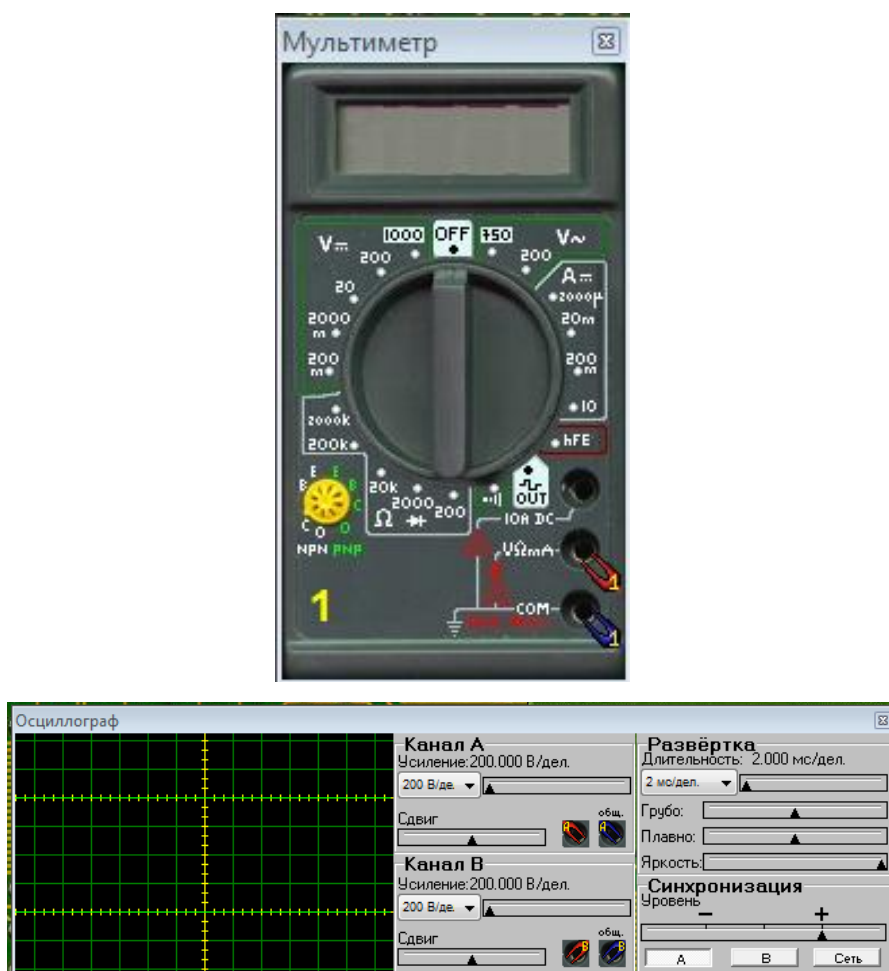 Мультиметр
1000 OFF 750
V⎓ V~
200 200
A⎓
20 2000µ
2000 m 20m
200 m 200 m
10
2000k
200k hFE
E E
B B
C C
O O
NPN PNP
20k 2000 200
Ω
•))) OUT
10A DC
VΩmA
1
COM
1
1
Осциллограф
Канал A
Усиление:200.000 В/дел.
200 В/де.
Сдвиг общ.
A A
Канал B
Усиление:200.000 В/дел.
200 В/де.
Сдвиг общ.
B B
Развёртка
Длительность: 2.000 мс/дел.
2 мс/дел.
Грубо:
Плавно:
Яркость:
Синхронизация
Уровень
− +
A B Сеть